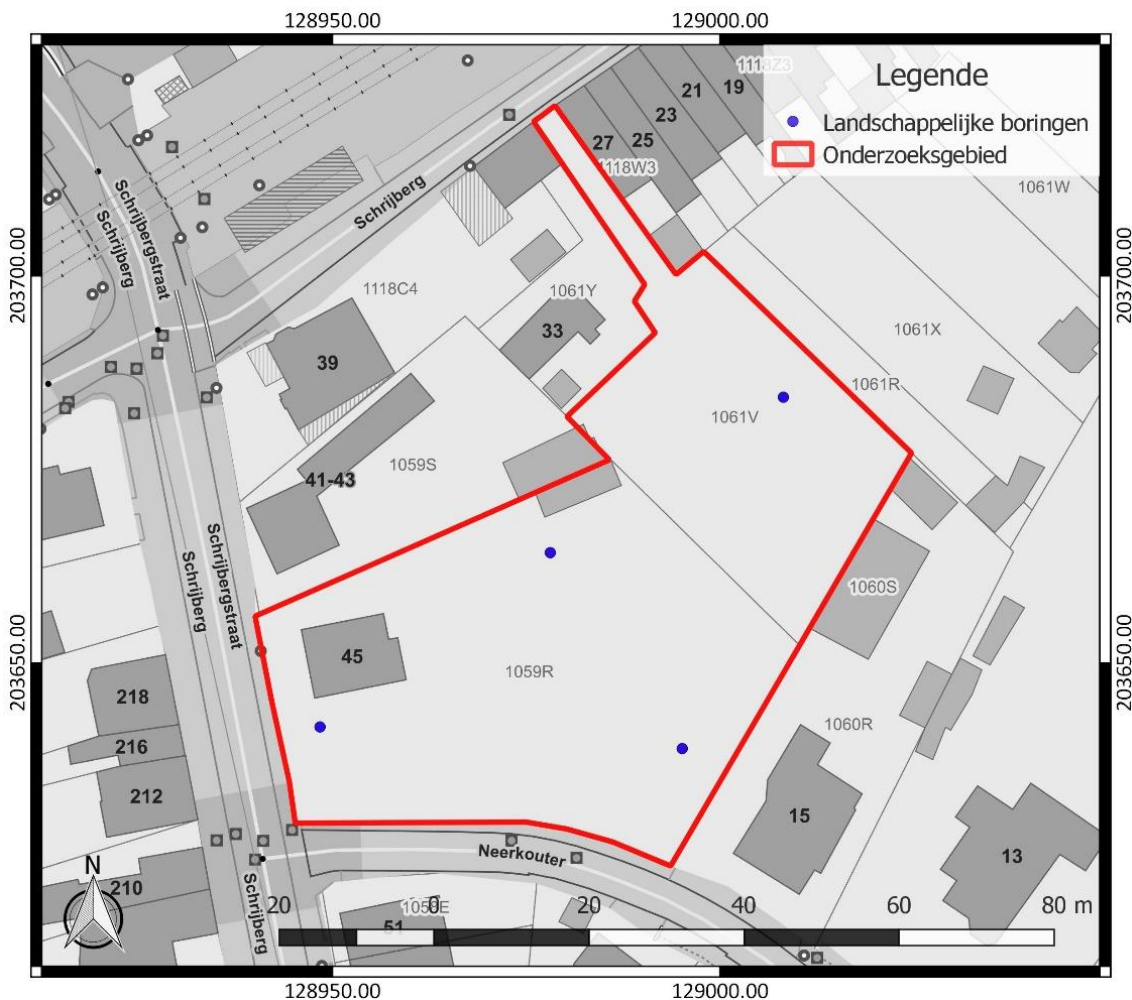 128950.00
129000.00
Legende
Landschappelijke boringen
Onderzoeksgebied
1118Z3
19
21
23
25
27
1118W3
1061W
Schrijbergstraat
Schrijberg
Schrijberg
203700.00
203700.00
1118C4
1061Y
33
39
1061X
1061R
1061V
1059S
41-43
Schrijberg
Schrijbergstraat
1060S
45
1059R
203650.00
203650.00
218
216
212
1060R
15
13
Neerkouter
N
210
Schrijberg
51
20
0
20
40
60
80 m
128950.00
129000.00